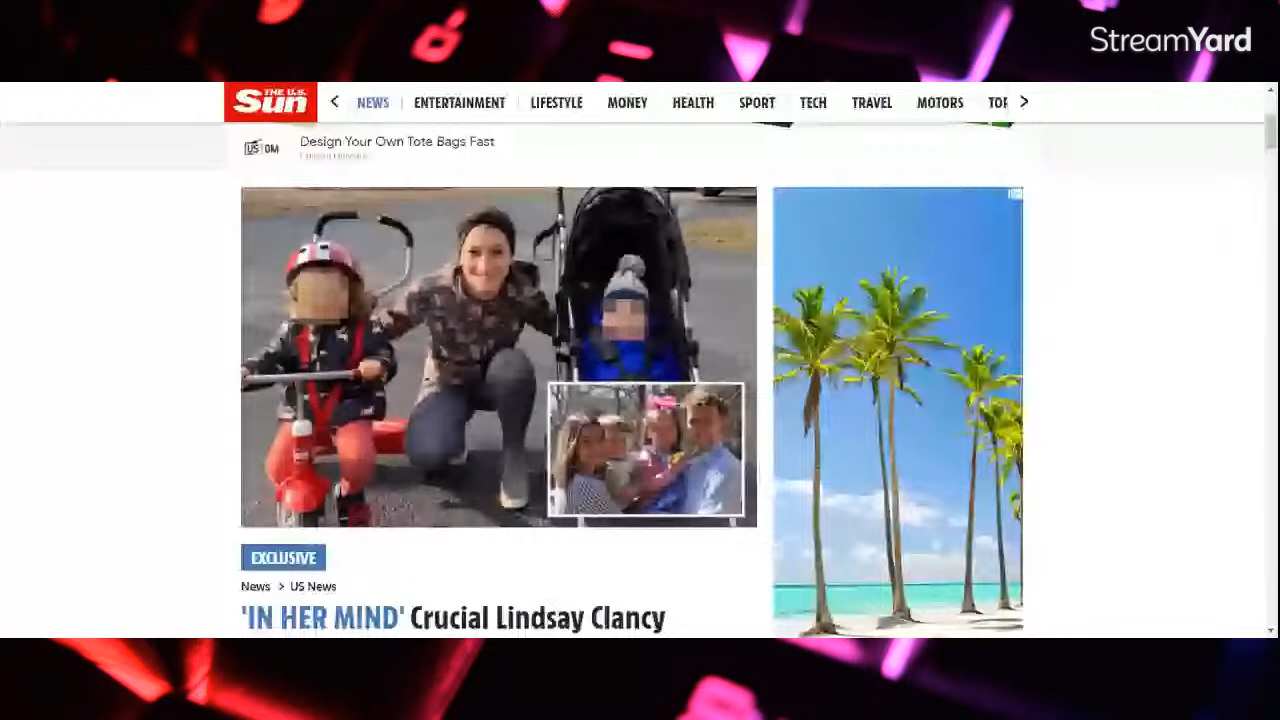 StreamYard
THE U.S. Sun
NEWS ENTERTAINMENT LIFESTYLE MONEY HEALTH SPORT TECH TRAVEL MOTORS
Design Your Own Tote Bags Fast
EXCLUSIVE
News > US News
'IN HER MIND' Crucial Lindsay Clancy